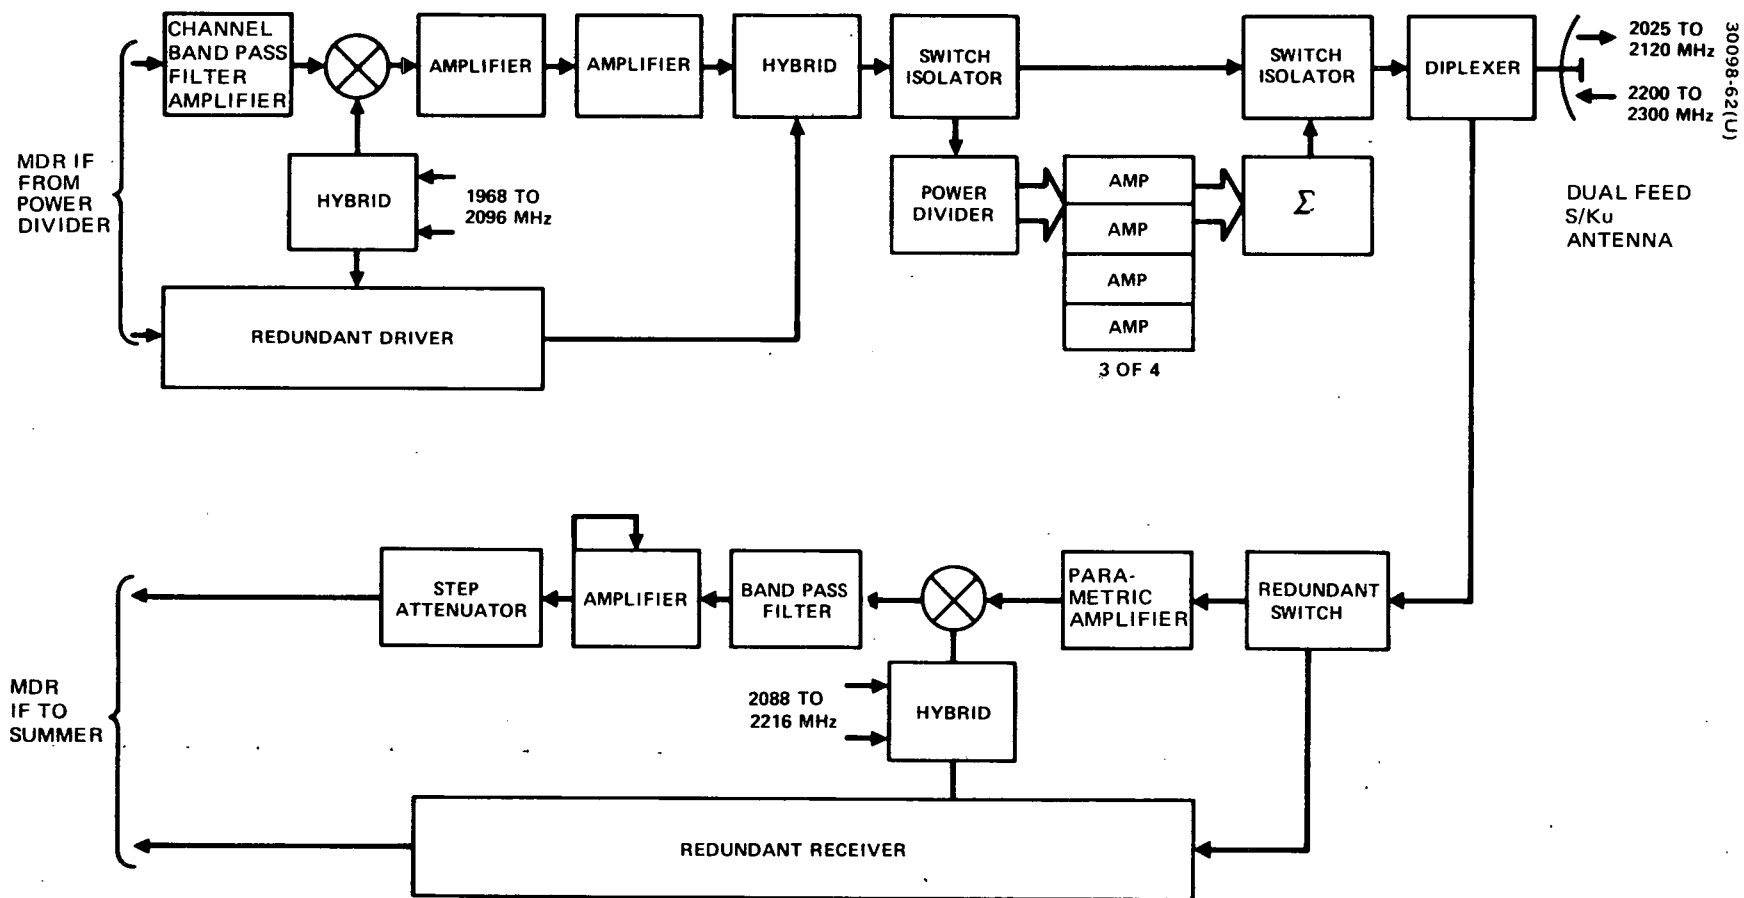 CHANNEL
BAND PASS
FILTER
AMPLIFIER
AMPLIFIER
AMPLIFIER
HYBRID
SWITCH
ISOLATOR
SWITCH
ISOLATOR
DIPLEXER
2025 TO
2120 MHz
2200 TO
2300 MHz
30098-62(U)
MDR IF
FROM
POWER
DIVIDER
HYBRID
1968 TO
2096 MHz
POWER
DIVIDER
AMP
AMP
AMP
AMP
3 OF 4
Σ
DUAL FEED
S/Ku
ANTENNA
REDUNDANT DRIVER
STEP
ATTENUATOR
AMPLIFIER
BAND PASS
FILTER
PARA-
METRIC
AMPLIFIER
REDUNDANT
SWITCH
MDR
IF TO
SUMMER
2088 TO
2216 MHz
HYBRID
REDUNDANT RECEIVER